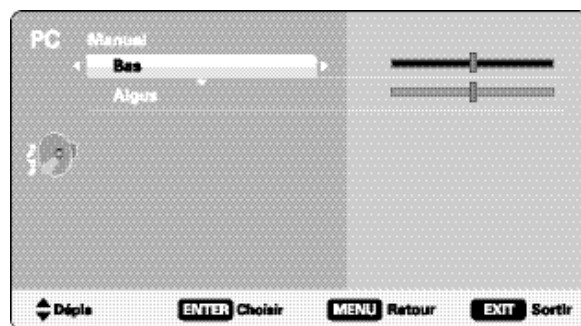 PC Manuel
Bas
Aigus
Dépla ENTER Choisir MENU Retour EXIT Sortir